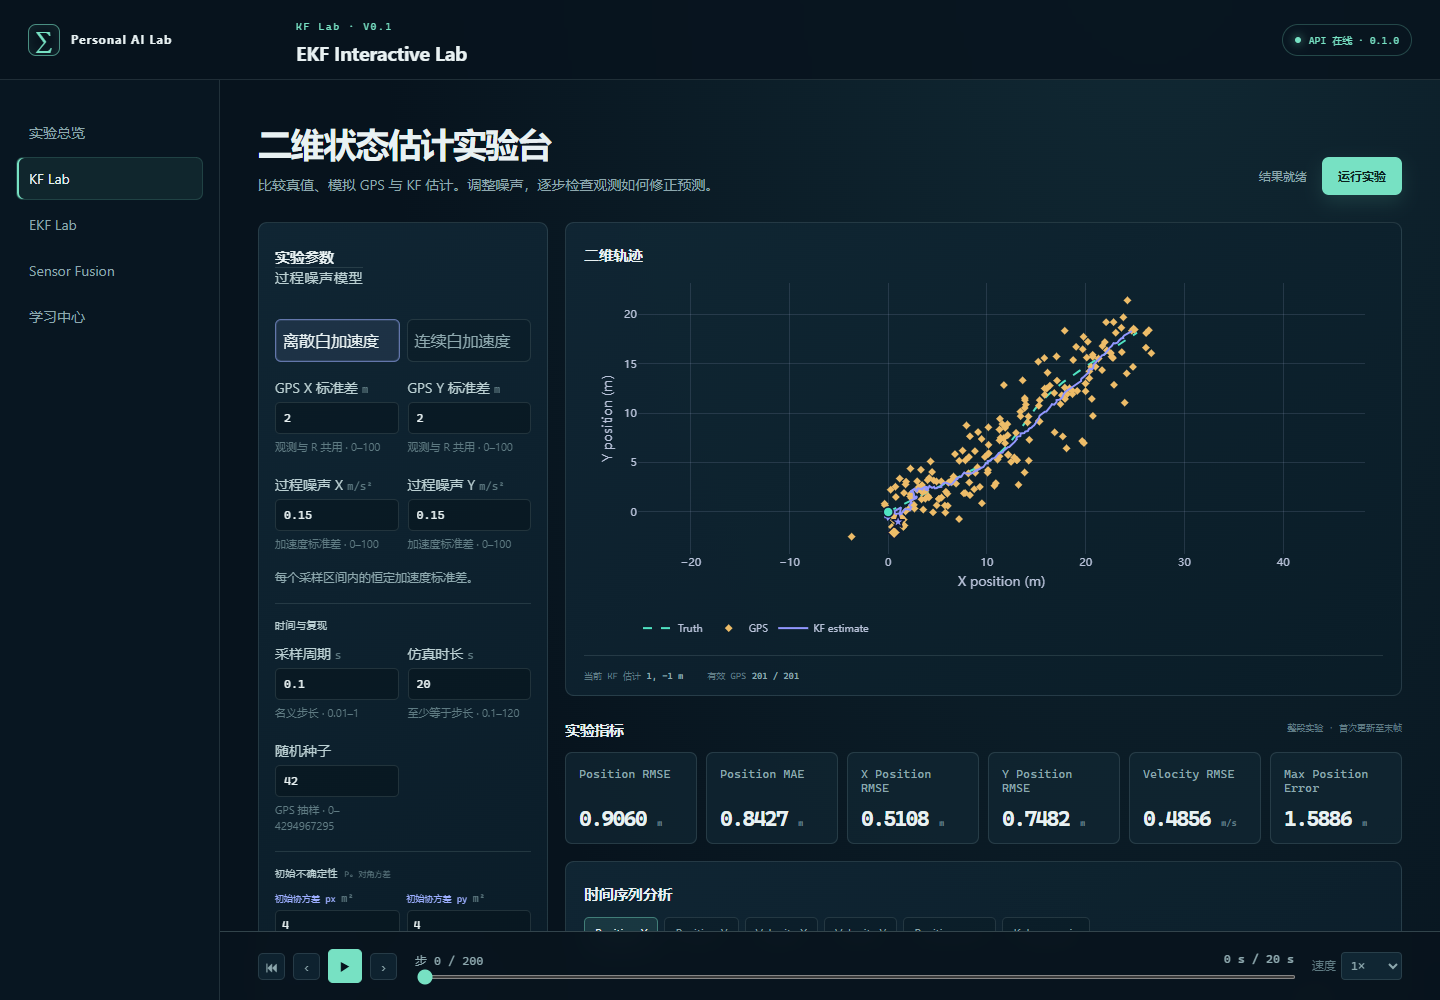 Personal AI Lab
KF Lab · V0.1
EKF Interactive Lab
API 在线 · 0.1.0
实验总览
KF Lab
EKF Lab
Sensor Fusion
学习中心
二维状态估计实验台
比较真值、模拟 GPS 与 KF 估计。调整噪声，逐步检查观测如何修正预测。
结果就绪
运行实验
实验参数
过程噪声模型
离散白加速度
连续白加速度
GPS X 标准差 m
GPS Y 标准差 m
2
2
观测与 R 共用 · 0–100
观测与 R 共用 · 0–100
过程噪声 X m/s²
过程噪声 Y m/s²
0.15
0.15
加速度标准差 · 0–100
加速度标准差 · 0–100
每个采样区间内的恒定加速度标准差。
时间与复现
采样周期 s
仿真时长 s
0.1
20
名义步长 · 0.01–1
至少等于步长 · 0.1–120
随机种子
42
GPS 抽样 · 0–
4294967295
初始不确定性 P₀ 对角方差
初始协方差 px m²
初始协方差 py m²
4
4
二维轨迹
20
15
10
5
0
Y position (m)
−20
−10
0
10
20
30
40
X position (m)
Truth
GPS
KF estimate
当前 KF 估计 1, −1 m
有效 GPS 201 / 201
实验指标
整段实验 · 首次更新至末帧
Position RMSE
0.9060 m
Position MAE
0.8427 m
X Position
RMSE
0.5108 m
Y Position
RMSE
0.7482 m
Velocity RMSE
0.4856 m/s
Max Position
Error
1.5886 m
时间序列分析
步 0 / 200
0 s / 20 s
速度
1×